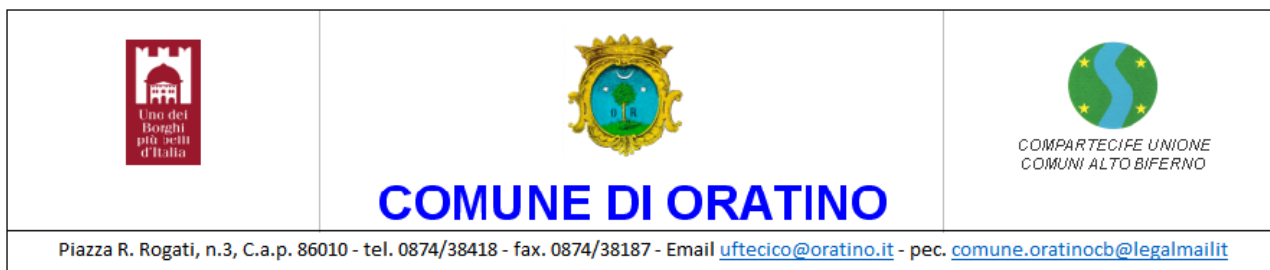 Uno dei
Borghi
più belli
d'Italia
O R
COMPARTECIFE UNIONE
COMUNI ALTO BIFERNO
COMUNE DI ORATINO
Piazza R. Rogati, n.3, C.a.p. 86010 - tel. 0874/38418 - fax. 0874/38187 - Email uftecico@oratino.it - pec. comune.oratinocb@legalmailit